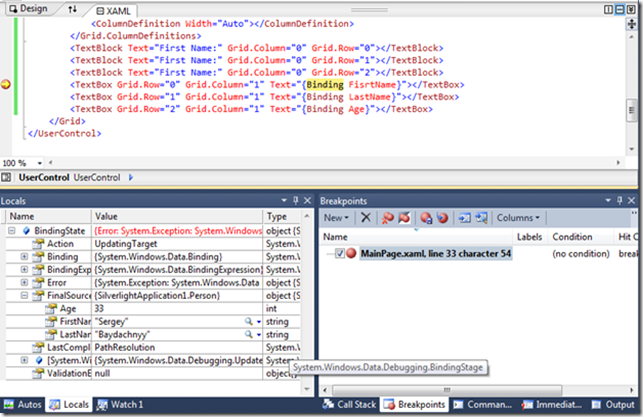 Design XAML
<ColumnDefinition Width="Auto"></ColumnDefinition>
</Grid.ColumnDefinitions>
<TextBlock Text="First Name:" Grid.Column="0" Grid.Row="0"></TextBlock>
<TextBlock Text="First Name:" Grid.Column="0" Grid.Row="1"></TextBlock>
<TextBlock Text="First Name:" Grid.Column="0" Grid.Row="2"></TextBlock>
<TextBox Grid.Row="0" Grid.Column="1" Text="{Binding FisrtName}"></TextBox>
<TextBox Grid.Row="1" Grid.Column="1" Text="{Binding LastName}"></TextBox>
<TextBox Grid.Row="2" Grid.Column="1" Text="{Binding Age}"></TextBox>
</Grid>
</UserControl>
100 %
UserControl UserControl
Locals
Name Value Type
BindingState {Error: System.Exception: System.Windows object {S
Action UpdatingTarget System.W
Binding {System.Windows.Data.Binding} System.W
BindingExp {System.Windows.Data.BindingExpression} System.W
Error {System.Exception: System.Windows.Data System.W
FinalSource {SilverlightApplication1.Person} object {S
Age 33 int
FirstNar "Sergey" string
LastNar "Baydachnyy" string
LastCompl PathResolution System.W
[System.Wi {System.Windows.Data.Debugging.Update System.W
ValidationE null object {
System.Windows.Data.Debugging.BindingStage
Autos Locals Watch 1
Breakpoints
New Columns
Name Labels Condition Hit C
MainPage.xaml, line 33 character 54 (no condition) break
Call Stack Breakpoints Comman... Immediat... Output